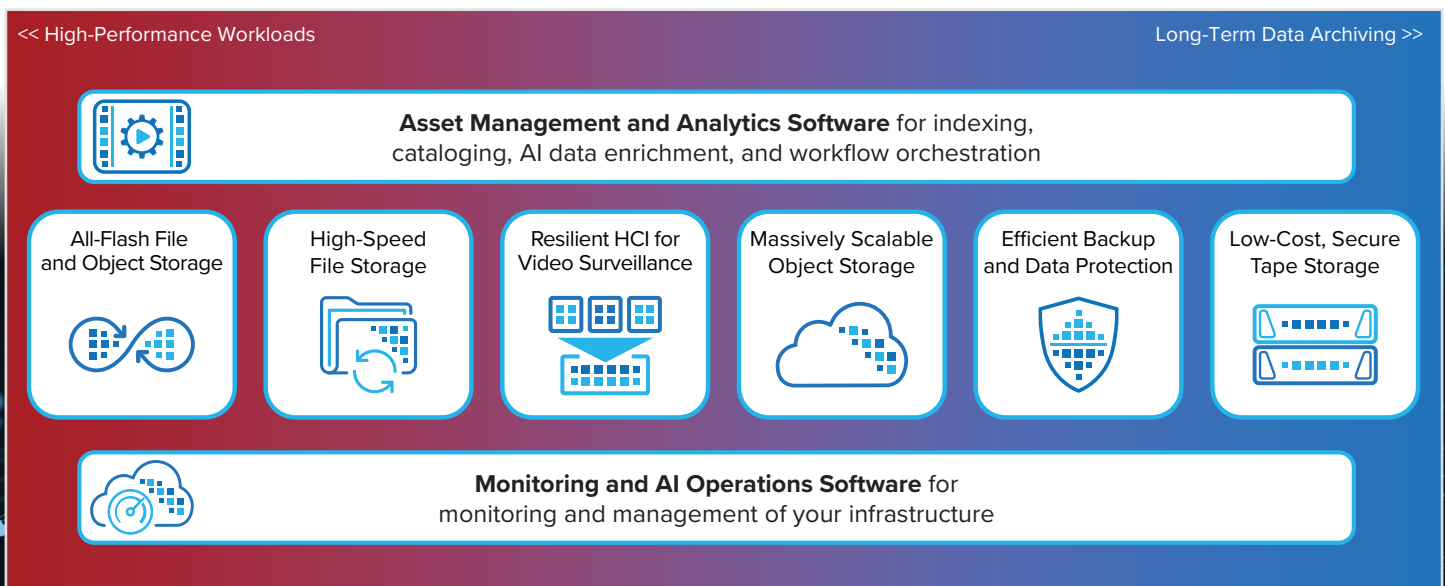 << High-Performance Workloads
Long-Term Data Archiving >>
Asset Management and Analytics Software for indexing,
cataloging, AI data enrichment, and workflow orchestration
All-Flash File
and Object Storage
High-Speed
File Storage
Resilient HCI for
Video Surveillance
Massively Scalable
Object Storage
Efficient Backup
and Data Protection
Low-Cost, Secure
Tape Storage
Monitoring and AI Operations Software for
monitoring and management of your infrastructure